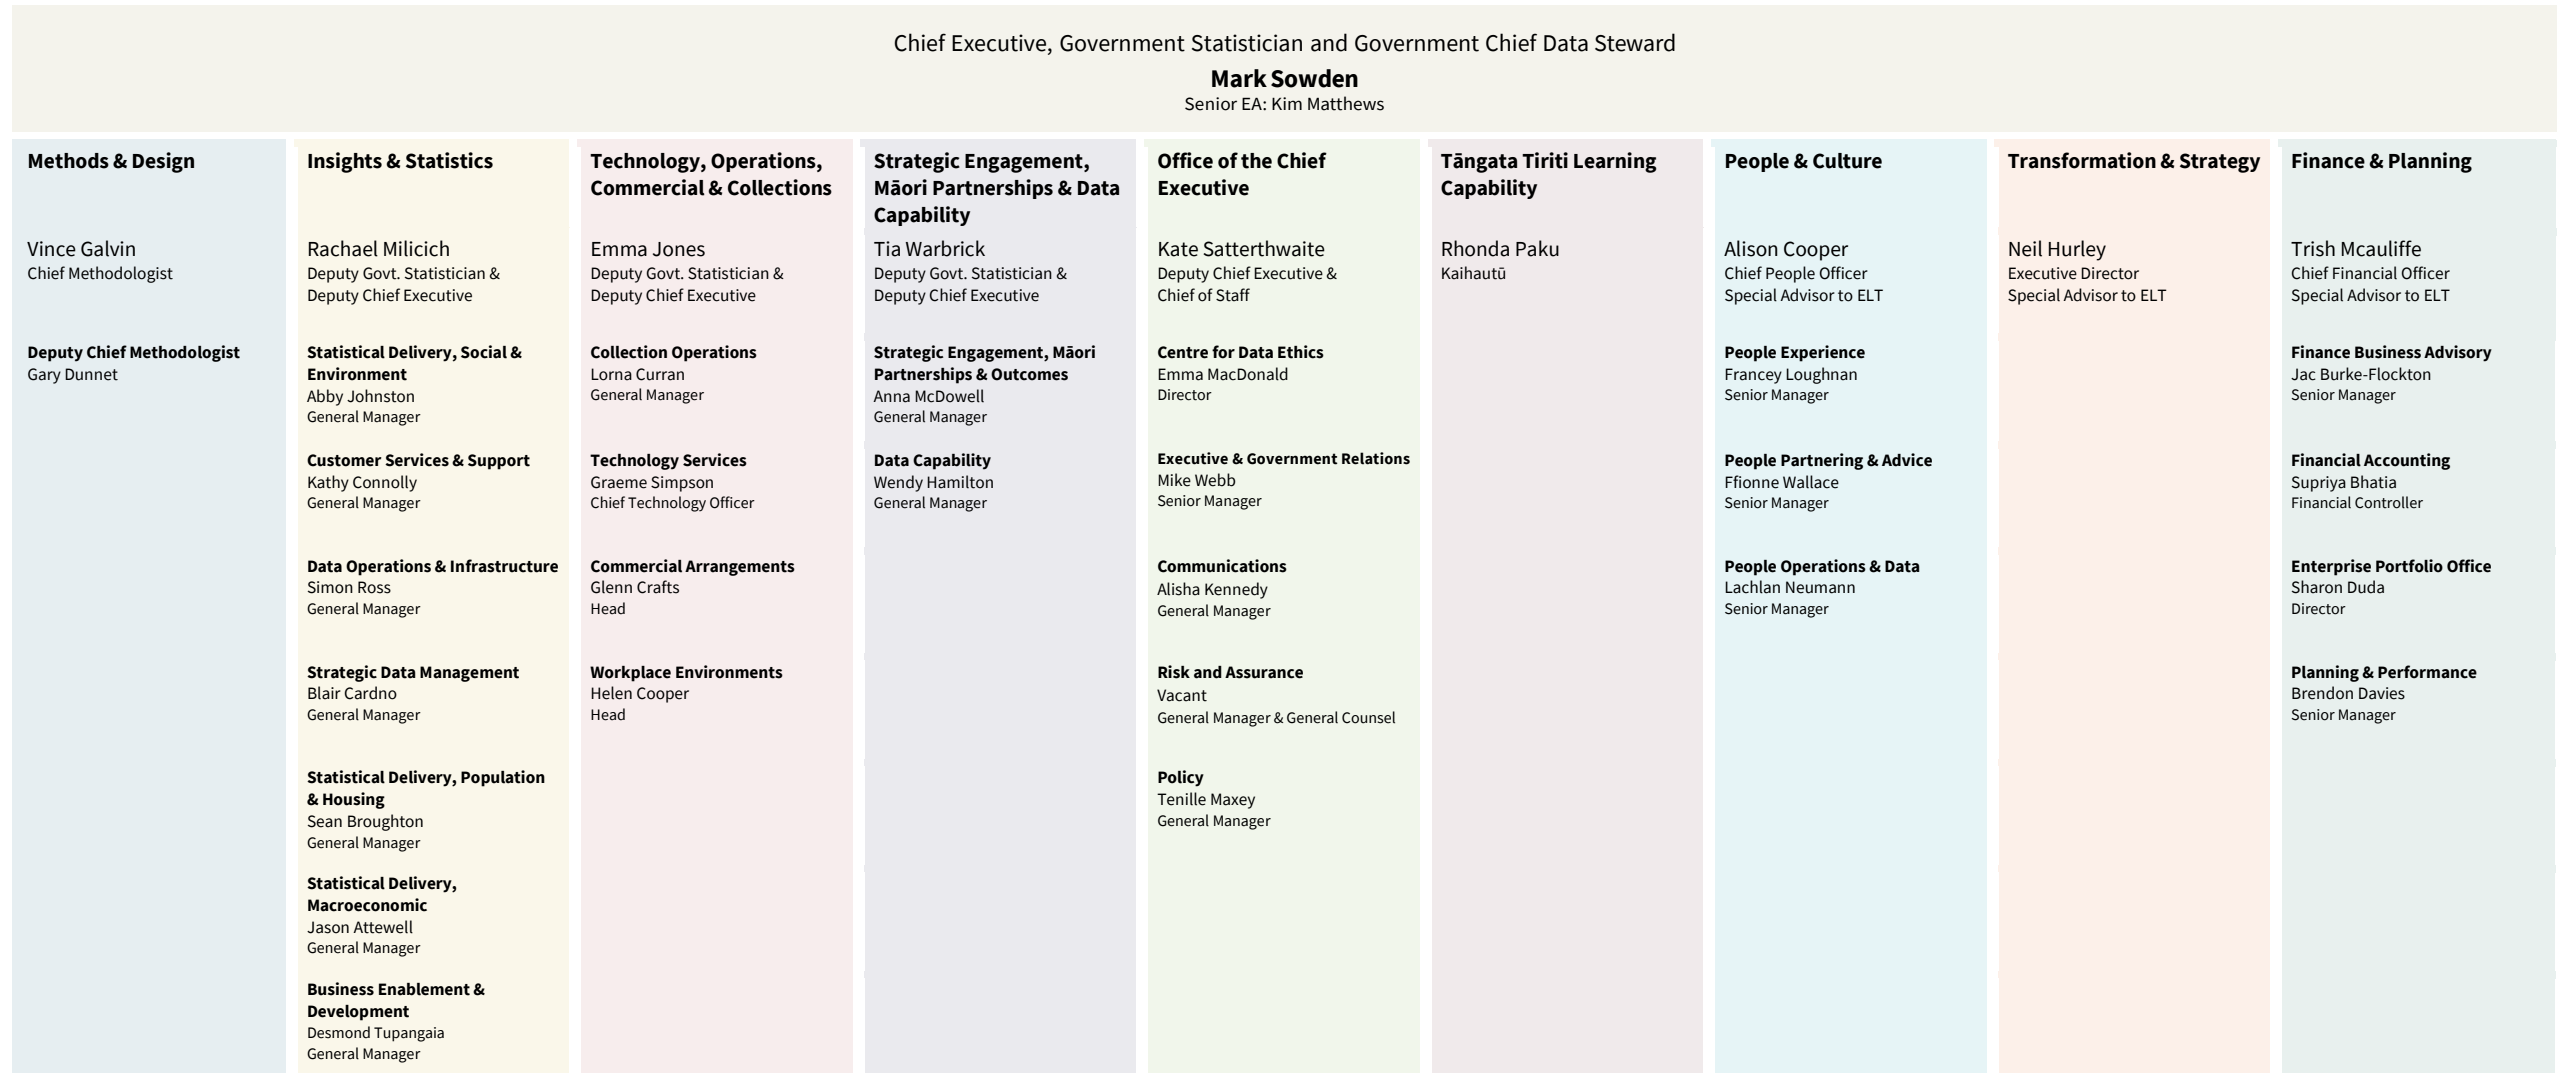 Chief Executive, Government Statistician and Government Chief Data Steward
Mark Sowden
Senior EA: Kim Matthews
Methods & Design
Vince Galvin
Chief Methodologist
Deputy Chief Methodologist
Gary Dunnet
Insights & Statistics
Rachael Milicich
Deputy Govt. Statistician &
Deputy Chief Executive
Statistical Delivery, Social &
Environment
Abby Johnston
General Manager
Customer Services & Support
Kathy Connolly
General Manager
Data Operations & Infrastructure
Simon Ross
General Manager
Strategic Data Management
Blair Cardno
General Manager
Statistical Delivery, Population
& Housing
Sean Broughton
General Manager
Statistical Delivery,
Macroeconomic
Jason Attewell
General Manager
Business Enablement &
Development
Desmond Tupangaia
General Manager
Technology, Operations,
Commercial & Collections
Emma Jones
Deputy Govt. Statistician &
Deputy Chief Executive
Collection Operations
Lorna Curran
General Manager
Technology Services
Graeme Simpson
Chief Technology Officer
Commercial Arrangements
Glenn Crafts
Head
Workplace Environments
Helen Cooper
Head
Strategic Engagement,
Māori Partnerships & Data
Capability
Tia Warbrick
Deputy Govt. Statistician &
Deputy Chief Executive
Strategic Engagement, Māori
Partnerships & Outcomes
Anna McDowell
General Manager
Data Capability
Wendy Hamilton
General Manager
Office of the Chief
Executive
Kate Satterthwaite
Deputy Chief Executive &
Chief of Staff
Centre for Data Ethics
Emma MacDonald
Director
Executive & Government Relations
Mike Webb
Senior Manager
Communications
Alisha Kennedy
General Manager
Risk and Assurance
Vacant
General Manager & General Counsel
Policy
Tenille Maxey
General Manager
Tāngata Tiriti Learning
Capability
Rhonda Paku
Kaihautū
People & Culture
Alison Cooper
Chief People Officer
Special Advisor to ELT
People Experience
Francey Loughnan
Senior Manager
People Partnering & Advice
Ffionne Wallace
Senior Manager
People Operations & Data
Lachlan Neumann
Senior Manager
Transformation & Strategy
Neil Hurley
Executive Director
Special Advisor to ELT
Finance & Planning
Trish Mcauliffe
Chief Financial Officer
Special Advisor to ELT
Finance Business Advisory
Jac Burke-Flockton
Senior Manager
Financial Accounting
Supriya Bhatia
Financial Controller
Enterprise Portfolio Office
Sharon Duda
Director
Planning & Performance
Brendon Davies
Senior Manager